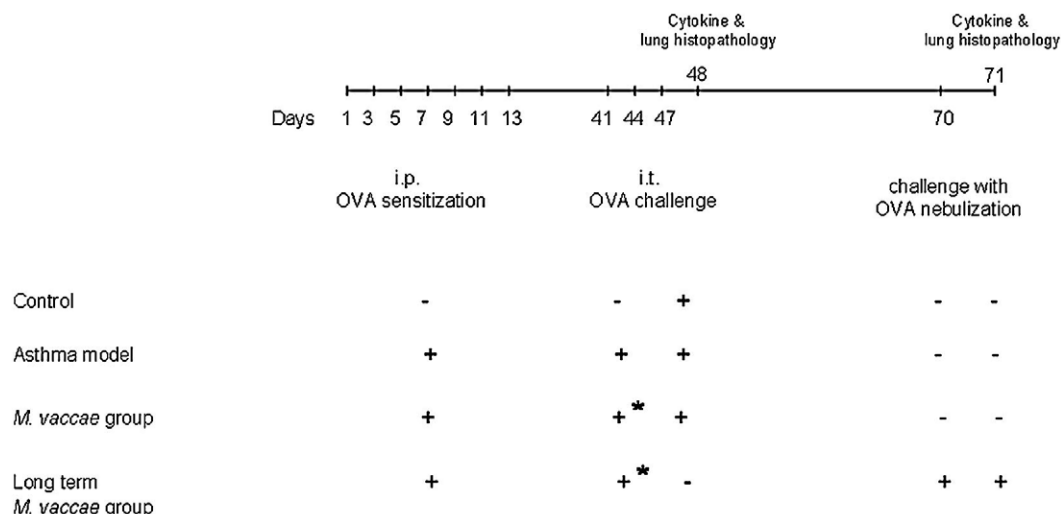 Cytokine & Cytokine &
lung histopathology lung histopathology
48 71
Days 1 3 5 7 9 11 13 41 44 47 70
i.p. i.t. challenge with
OVA sensitization OVA challenge OVA nebulization
Control - - + - -
Asthma model + + + - -
M. vaccae group + + * + - -
Long term + + * - + +
M. vaccae group